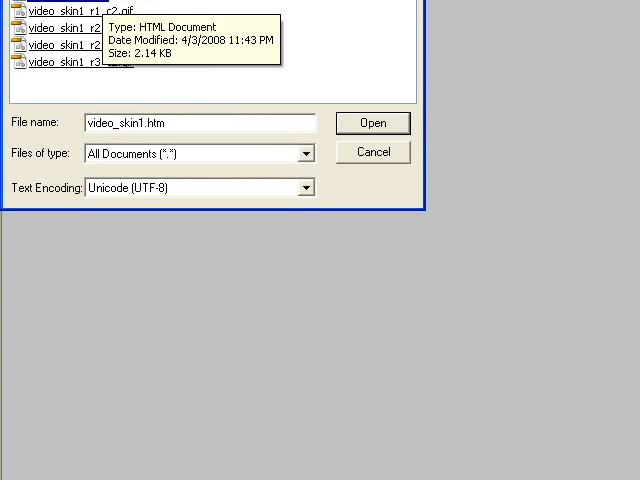 video_skin1_r1_c2.gif
video_skin1_r2
video_skin1_r2
video_skin1_r3
Type: HTML Document
Date Modified: 4/3/2008 11:43 PM
Size: 2.14 KB
File name: video_skin1.htm Open
Files of type: All Documents (*.*) Cancel
Text Encoding: Unicode (UTF-8)